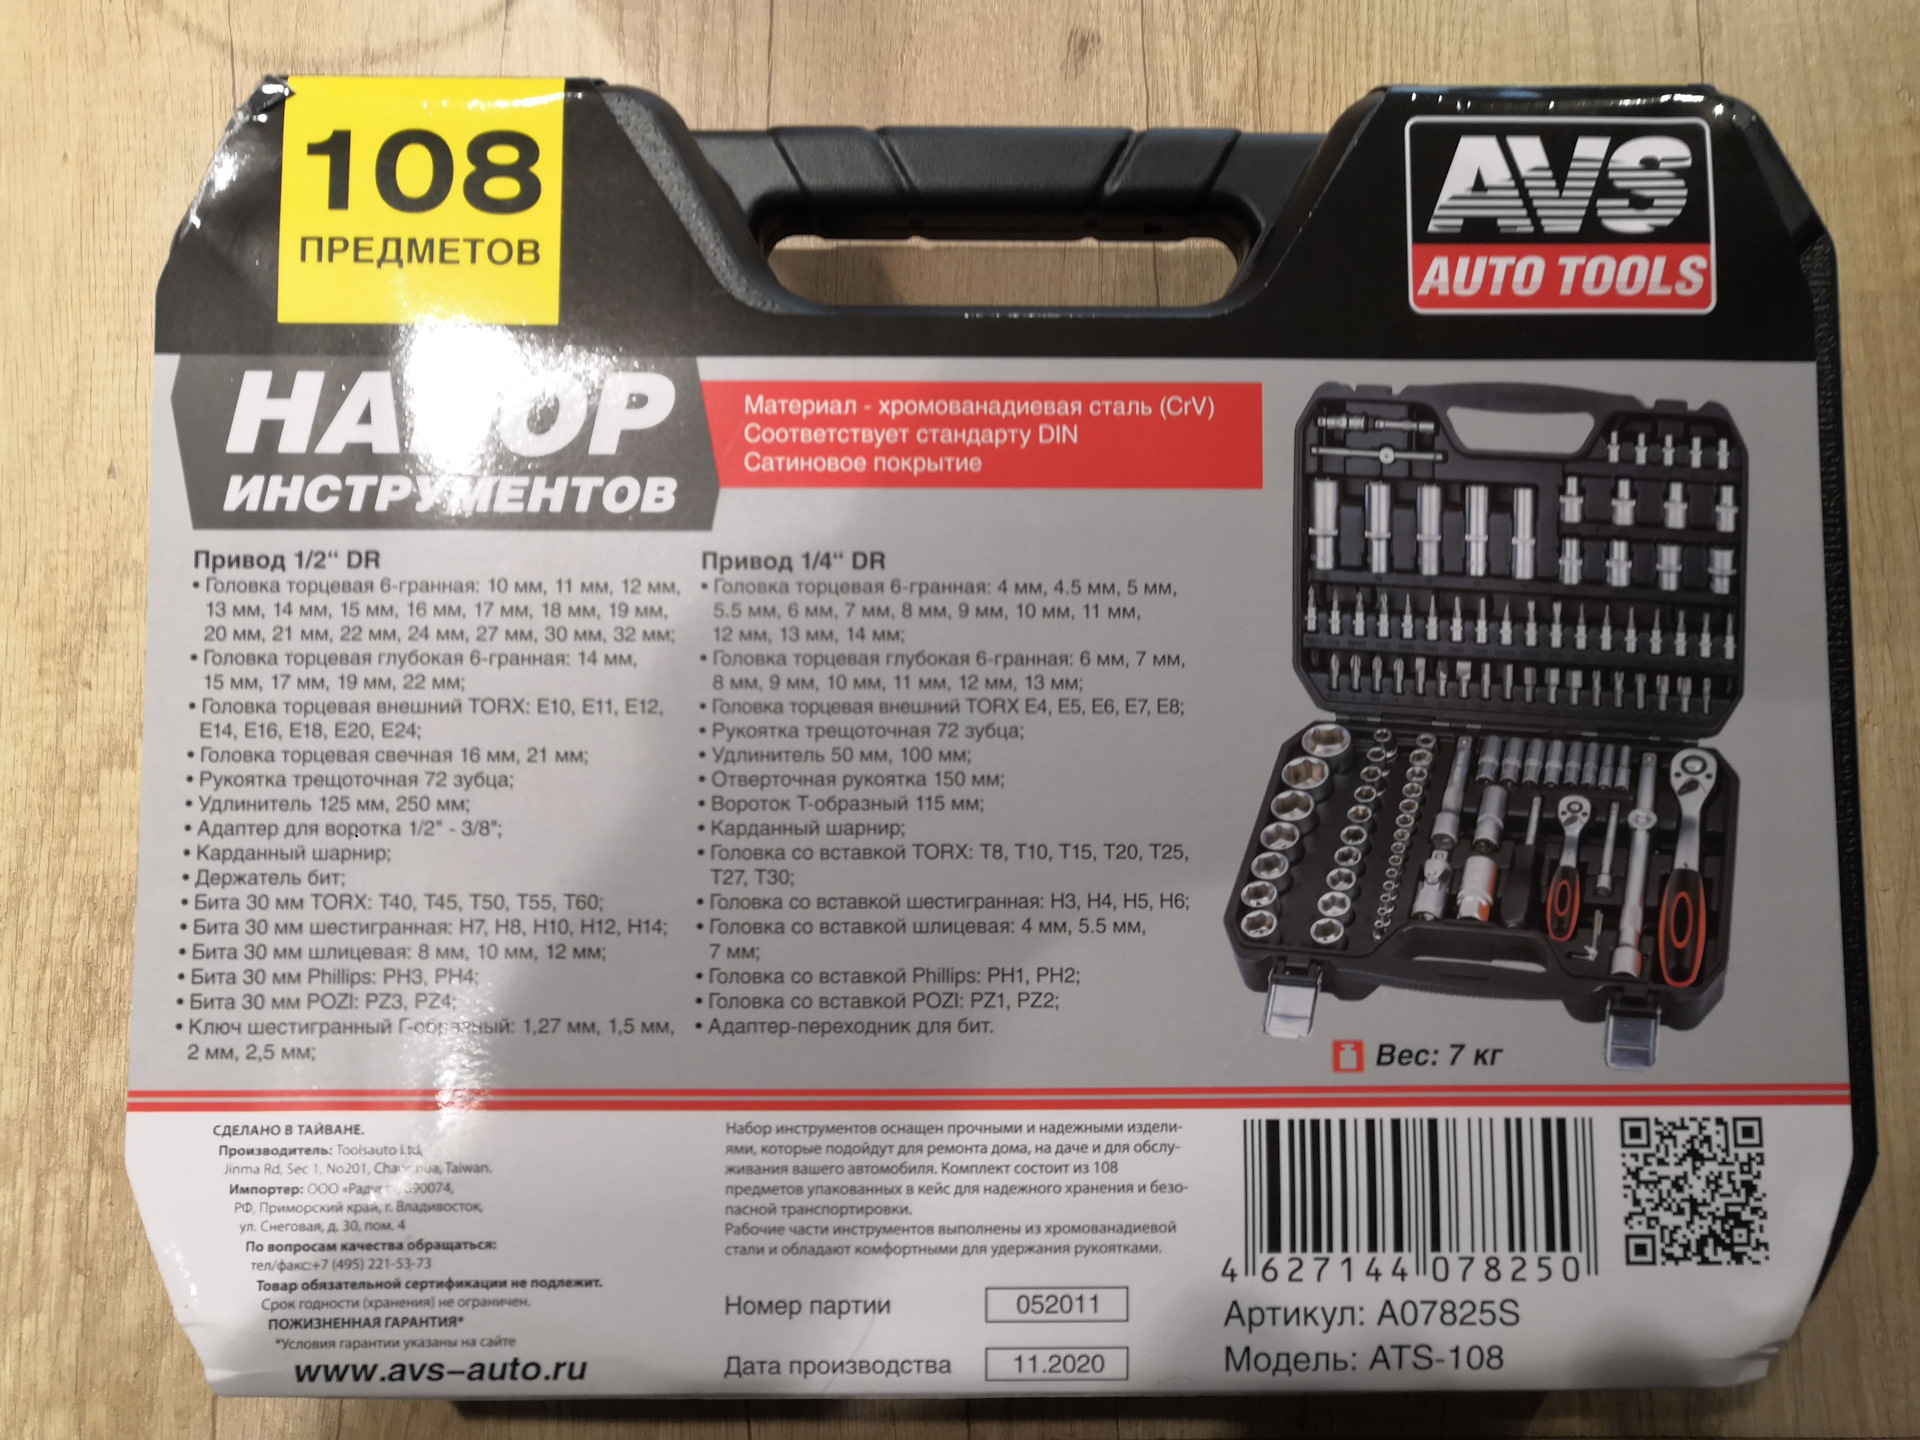 108
ПРЕДМЕТОВ
AVS
AUTO TOOLS
НАБОР
ИНСТРУМЕНТОВ
Материал - хромованадиевая сталь (CrV)
Соответствует стандарту DIN
Сатиновое покрытие
Привод 1/2“ DR
• Головка торцевая 6-гранная: 10 мм, 11 мм, 12 мм,
13 мм, 14 мм, 15 мм, 16 мм, 17 мм, 18 мм, 19 мм,
20 мм, 21 мм, 22 мм, 24 мм, 27 мм, 30 мм, 32 мм;
• Головка торцевая глубокая 6-гранная: 14 мм,
15 мм, 17 мм, 19 мм, 22 мм;
• Головка торцевая внешний TORX: E10, E11, E12,
E14, E16, E18, E20, E24;
• Головка торцевая свечная 16 мм, 21 мм;
• Рукоятка трещоточная 72 зубца;
• Удлинитель 125 мм, 250 мм;
• Адаптер для воротка 1/2" - 3/8";
• Карданный шарнир;
• Держатель бит;
• Бита 30 мм TORX: T40, T45, T50, T55, T60;
• Бита 30 мм шестигранная: H7, H8, H10, H12, H14;
• Бита 30 мм шлицевая: 8 мм, 10 мм, 12 мм;
• Бита 30 мм Phillips: PH3, PH4;
• Бита 30 мм POZI: PZ3, PZ4;
• Ключ шестигранный Г-образный: 1,27 мм, 1,5 мм,
2 мм, 2,5 мм;
Привод 1/4“ DR
• Головка торцевая 6-гранная: 4 мм, 4.5 мм, 5 мм,
5.5 мм, 6 мм, 7 мм, 8 мм, 9 мм, 10 мм, 11 мм,
12 мм, 13 мм, 14 мм;
• Головка торцевая глубокая 6-гранная: 6 мм, 7 мм,
8 мм, 9 мм, 10 мм, 11 мм, 12 мм, 13 мм;
• Головка торцевая внешний TORX E4, E5, E6, E7, E8;
• Рукоятка трещоточная 72 зубца;
• Удлинитель 50 мм, 100 мм;
• Отверточная рукоятка 150 мм;
• Вороток Т-образный 115 мм;
• Карданный шарнир;
• Головка со вставкой TORX: T8, T10, T15, T20, T25,
T27, T30;
• Головка со вставкой шестигранная: H3, H4, H5, H6;
• Головка со вставкой шлицевая: 4 мм, 5.5 мм,
7 мм;
• Головка со вставкой Phillips: PH1, PH2;
• Головка со вставкой POZI: PZ1, PZ2;
• Адаптер-переходник для бит.
Вес: 7 кг
СДЕЛАНО В ТАЙВАНЕ.
Производитель: Toolsauto Ltd,
Jinma Rd, Sec 1, No201, Taiwan.
Импортер: ООО
РФ, Приморский край, г. Владивосток,
ул. Снеговая, д. 30, пом. 4
По вопросам качества обращаться:
тел/факс:+7 (495) 221-53-73
Товар обязательной сертификации не подлежит.
Срок годности (хранения) не ограничен.
ПОЖИЗНЕННАЯ ГАРАНТИЯ*
*Условия гарантии указаны на сайте
www.avs-auto.ru
Набор инструментов оснащен прочными и надежными издели-
ями, которые подойдут для ремонта дома, на даче и для обслу-
живания вашего автомобиля. Комплект состоит из 108
предметов упакованных в кейс для надежного хранения и безо-
пасной транспортировки.
Рабочие части инструментов выполнены из хромованадиевой
стали и обладают комфортными для удержания рукоятками.
Номер партии 052011
Дата производства 11.2020
4 627144 078250
Артикул: A07825S
Модель: ATS-108